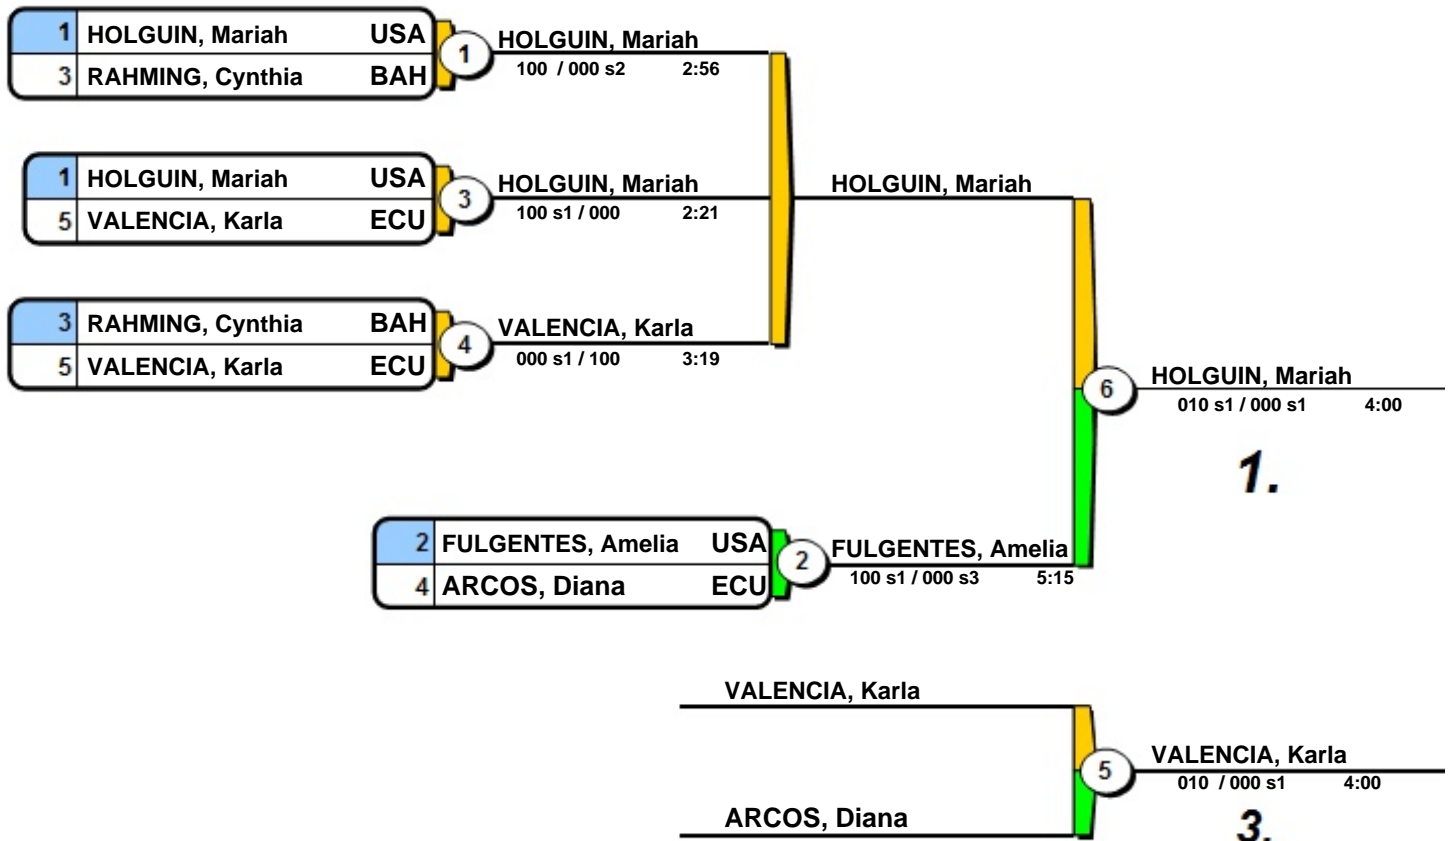 1 HOLGUIN, Mariah USA
3 RAHMING, Cynthia BAH
1
HOLGUIN, Mariah
100 / 000 s2 2:56
1 HOLGUIN, Mariah USA
5 VALENCIA, Karla ECU
3
HOLGUIN, Mariah
100 s1 / 000 2:21
HOLGUIN, Mariah
3 RAHMING, Cynthia BAH
5 VALENCIA, Karla ECU
4
VALENCIA, Karla
000 s1 / 100 3:19
6
HOLGUIN, Mariah
010 s1 / 000 s1 4:00
1.
2 FULGENTES, Amelia USA
4 ARCOS, Diana ECU
2
FULGENTES, Amelia
100 s1 / 000 s3 5:15
VALENCIA, Karla
ARCOS, Diana
5
VALENCIA, Karla
010 / 000 s1 4:00
3.